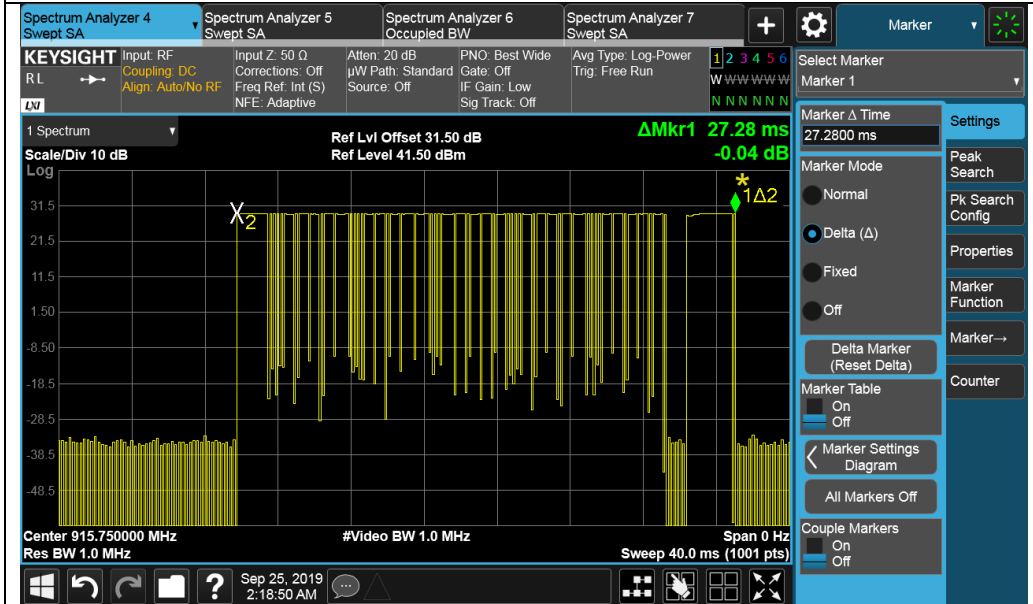 Spectrum Analyzer 4
Swept SA
Spectrum Analyzer 5
Swept SA
Spectrum Analyzer 6
Occupied BW
Spectrum Analyzer 7
Swept SA
+
Marker
KEYSIGHT
RL
LXI
Input: RF
Coupling: DC
Align: Auto/No RF
Input Z: 50 Ω
Corrections: Off
Freq Ref: Int (S)
NFE: Adaptive
Atten: 20 dB
µW Path: Standard
Source: Off
PNO: Best Wide
Gate: Off
IF Gain: Low
Sig Track: Off
Avg Type: Log-Power
Trig: Free Run
1 2 3 4 5 6
W W W W W W
N N N N N N
Select Marker
Marker 1
1 Spectrum
Scale/Div 10 dB
Log
Ref Lvl Offset 31.50 dB
Ref Level 41.50 dBm
ΔMkr1 27.28 ms
-0.04 dB
31.5
21.5
11.5
1.50
-8.50
-18.5
-28.5
-38.5
-48.5
X2
1Δ2
Center 915.750000 MHz
Res BW 1.0 MHz
#Video BW 1.0 MHz
Span 0 Hz
Sweep 40.0 ms (1001 pts)
Marker Δ Time
27.2800 ms
Marker Mode
Normal
Delta (Δ)
Fixed
Off
Delta Marker
(Reset Delta)
Marker Table
On
Off
Marker Settings
Diagram
All Markers Off
Couple Markers
On
Off
Settings
Peak
Search
Pk Search
Config
Properties
Marker
Function
Marker→
Counter
?
Sep 25, 2019
2:18:50 AM